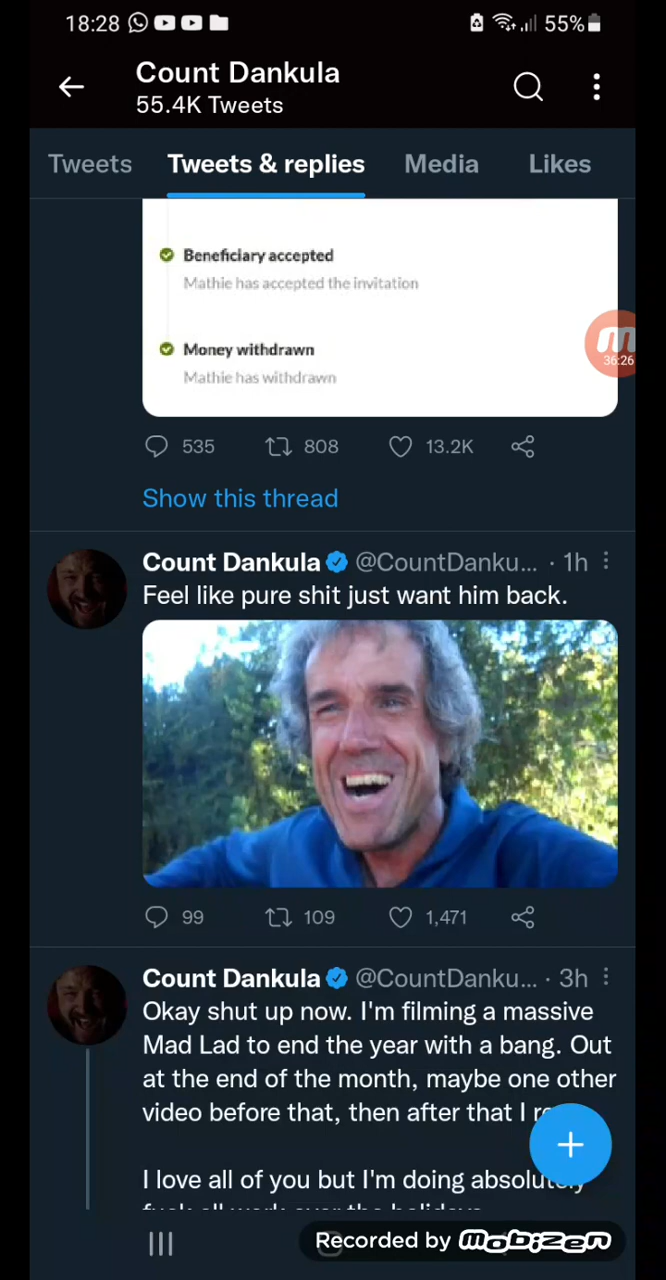 18:28 55%
Count Dankula
55.4K Tweets
Tweets Tweets & replies Media Likes
Beneficiary accepted
Mathie has accepted the invitation
36:26
Money withdrawn
Mathie has withdrawn
535 808 13.2K
Show this thread
Count Dankula @CountDanku... · 1h
Feel like pure shit just want him back.
99 109 1,471
Count Dankula @CountDanku... · 3h
Okay shut up now. I'm filming a massive
Mad Lad to end the year with a bang. Out
at the end of the month, maybe one other
video before that, then after that I
I love all of you but I'm doing absolutely
Recorded by mobizen